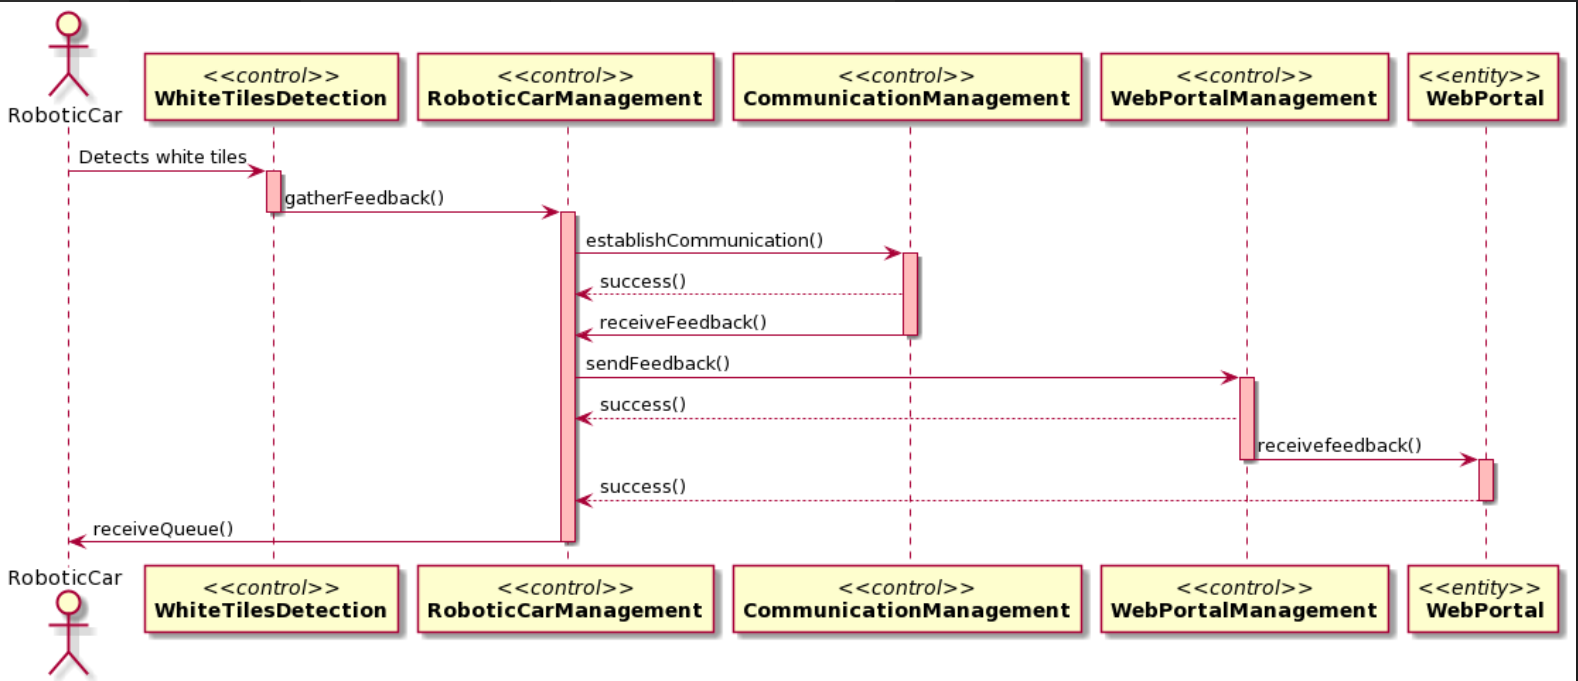 RoboticCar
<<control>>
WhiteTilesDetection
<<control>>
RoboticCarManagement
<<control>>
CommunicationManagement
<<control>>
WebPortalManagement
<<entity>>
WebPortal
Detects white tiles
gatherFeedback()
establishCommunication()
success()
receiveFeedback()
sendFeedback()
success()
receivefeedback()
success()
receiveQueue()
RoboticCar
<<control>>
WhiteTilesDetection
<<control>>
RoboticCarManagement
<<control>>
CommunicationManagement
<<control>>
WebPortalManagement
<<entity>>
WebPortal